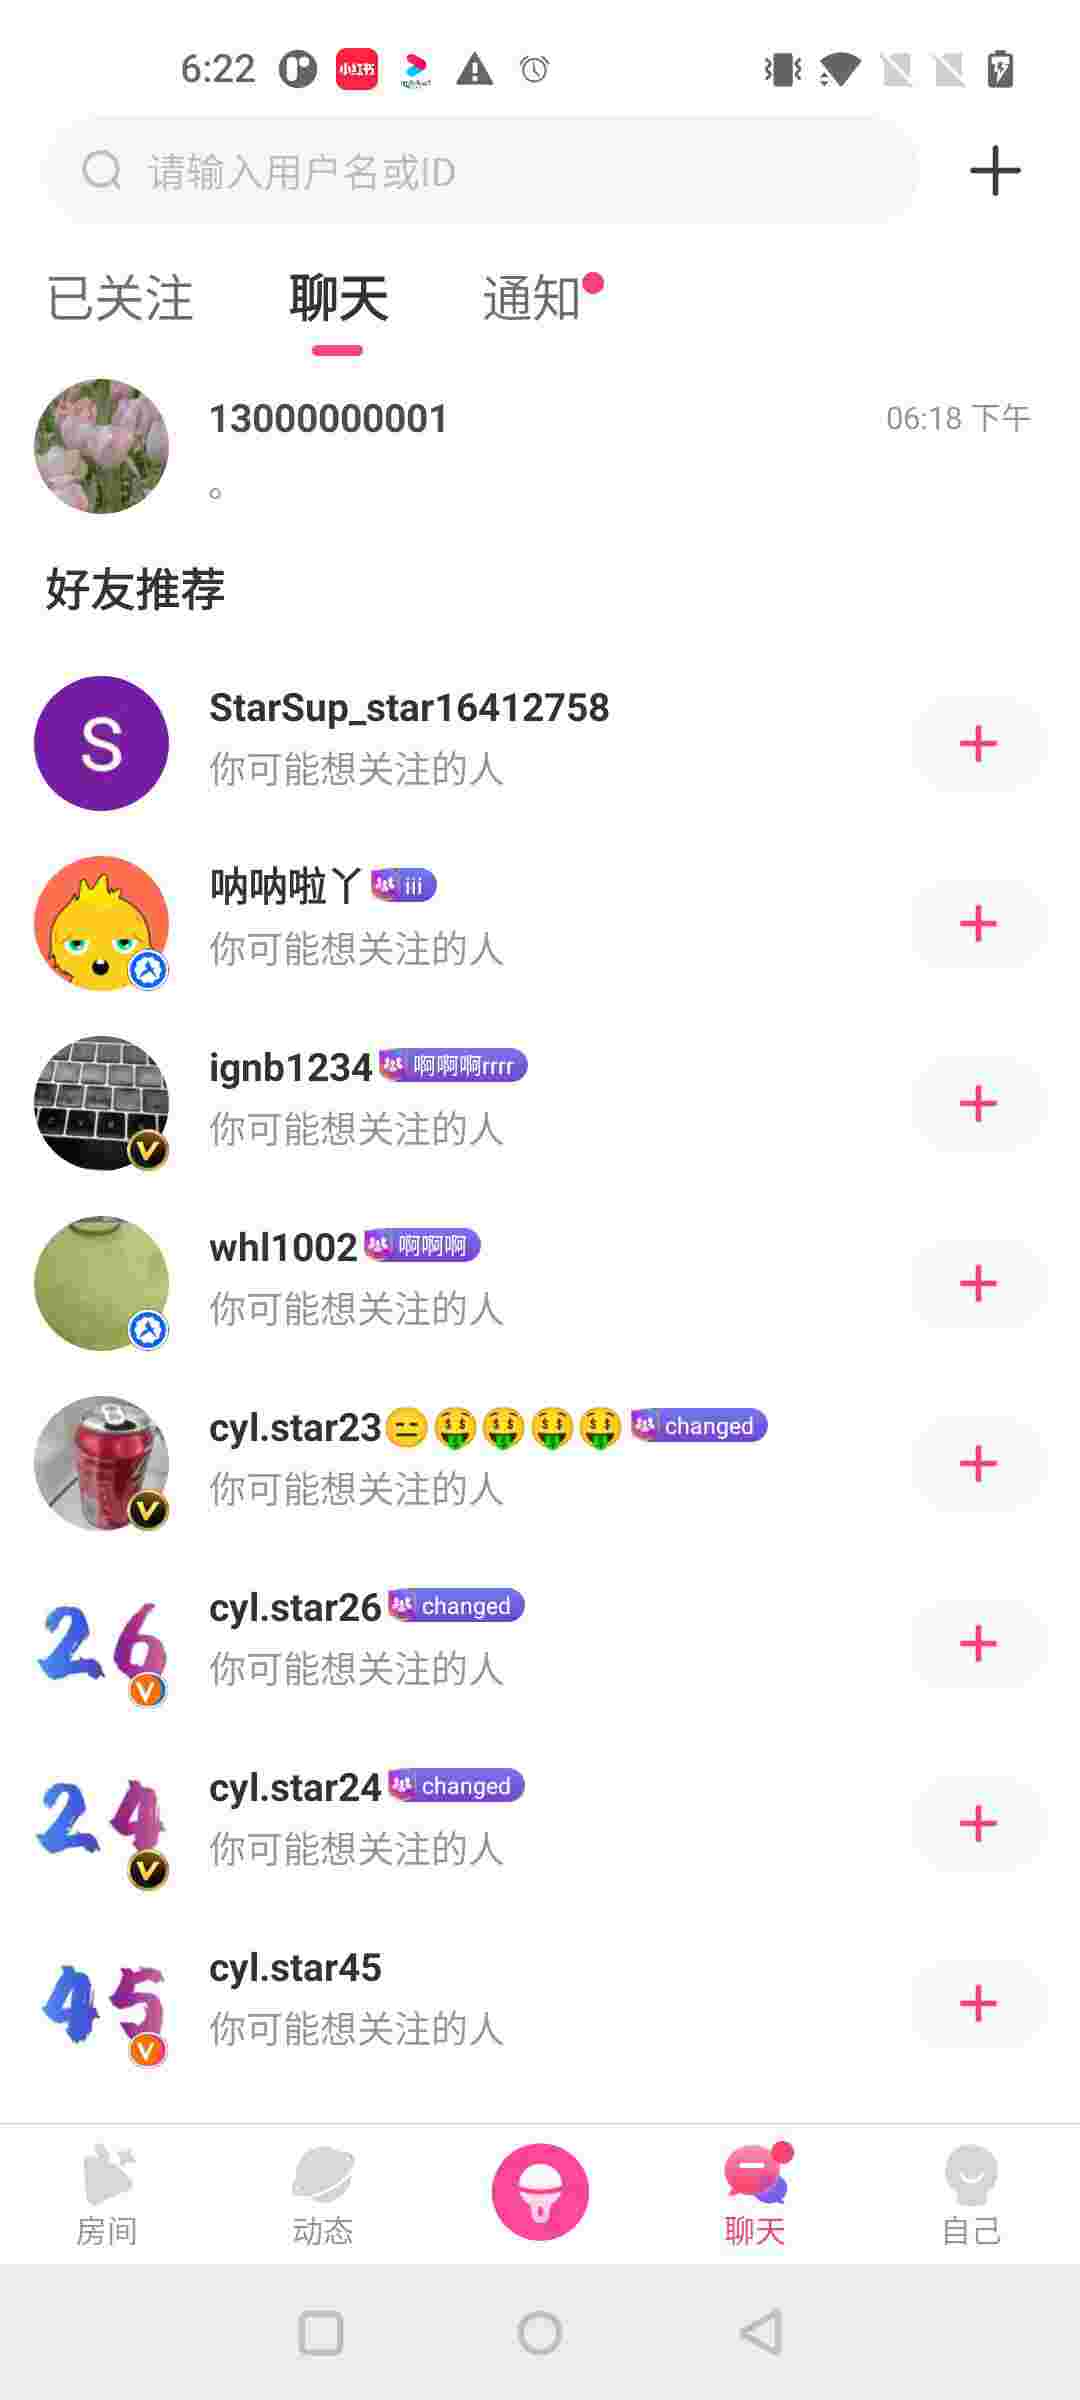 6:22
小红书
请输入用户名或ID
已关注 聊天 通知
13000000001 06:18 下午
。
好友推荐
S
StarSup_star16412758
你可能想关注的人
呐呐啦丫 iii
你可能想关注的人
ignb1234 啊啊啊rrrr
你可能想关注的人
whl1002 啊啊啊
你可能想关注的人
cyl.star23😑🤑🤑🤑🤑 changed
你可能想关注的人
26
cyl.star26 changed
你可能想关注的人
24
cyl.star24 changed
你可能想关注的人
45
cyl.star45
你可能想关注的人
房间 动态 聊天 自己